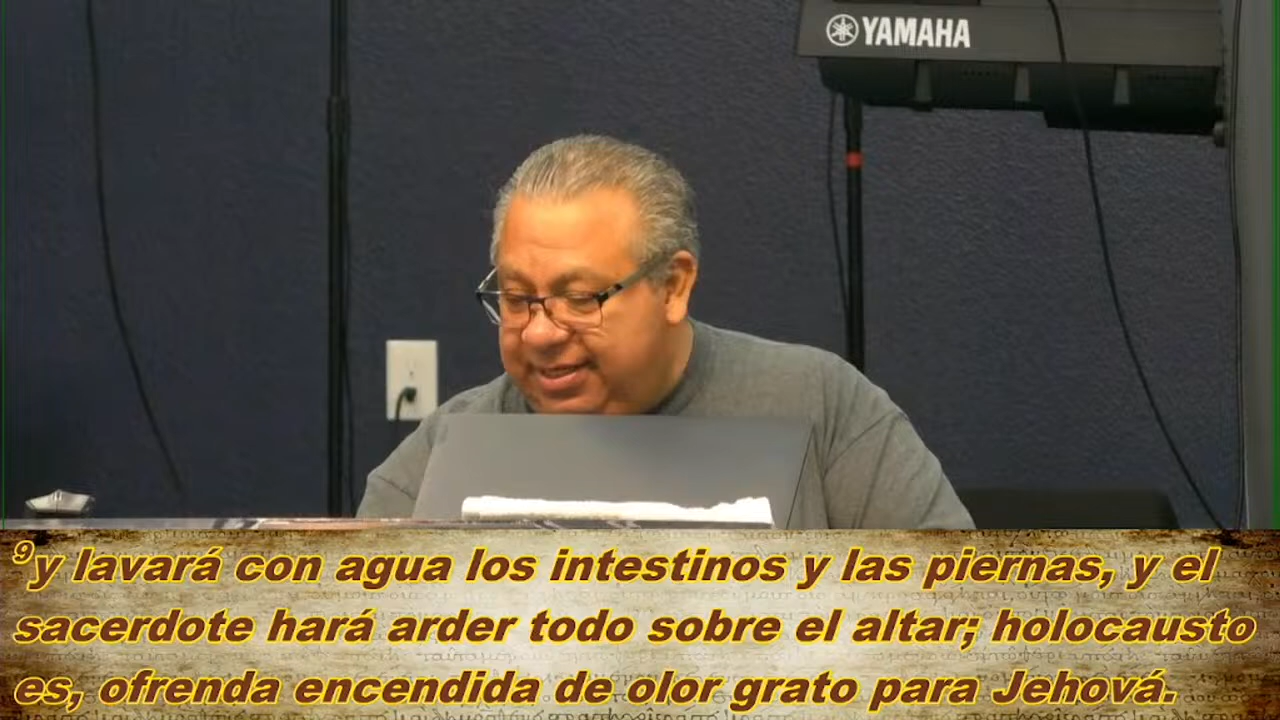 YAMAHA
⁹y lavará con agua los intestinos y las piernas, y el
sacerdote hará arder todo sobre el altar; holocausto
es, ofrenda encendida de olor grato para Jehová.